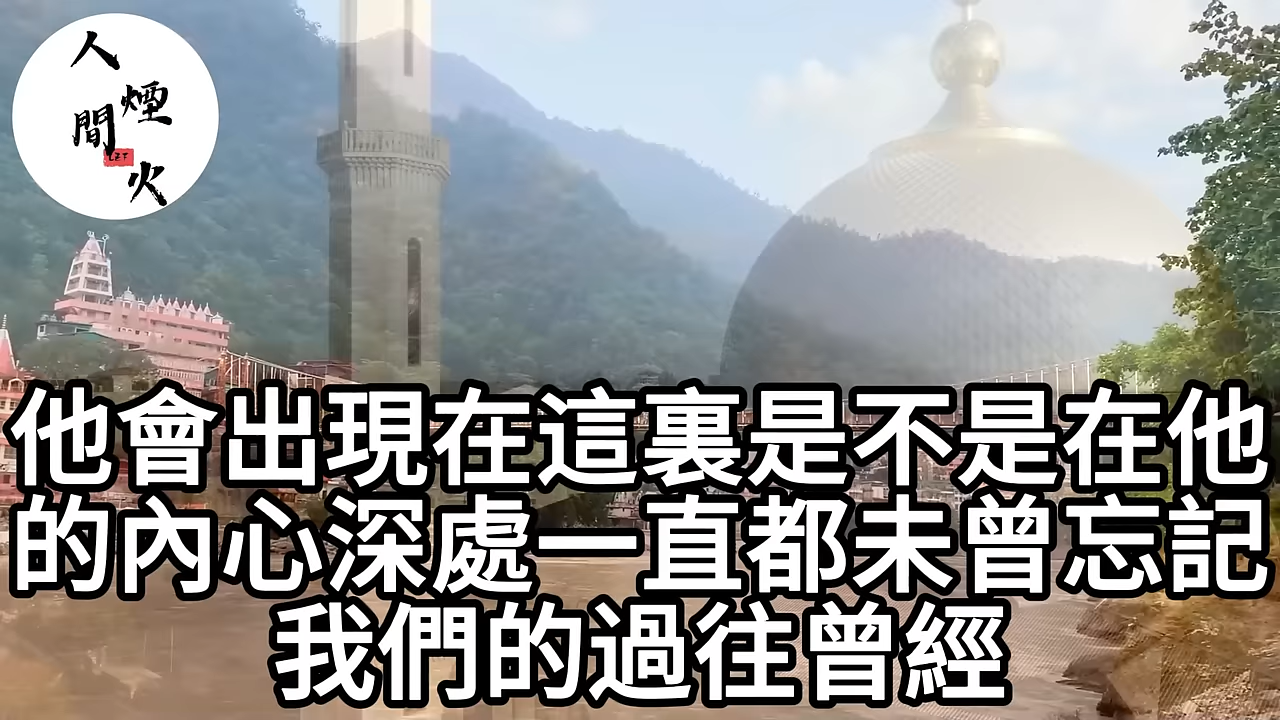 人間煙火
LZT
他會出現在這裏是不是在他
的內心深處一直都未曾忘記
我們的過往曾經